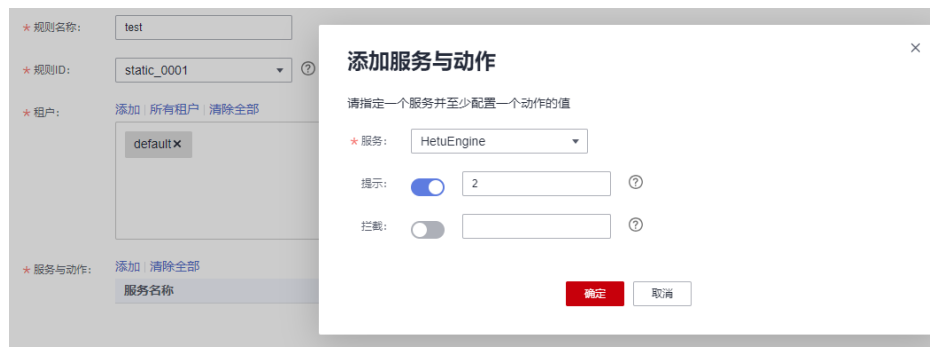 * 规则名称: test
* 规则ID: static_0001
* 租户: 添加 | 所有租户 | 清除全部
default×
* 服务与动作: 添加 | 清除全部
服务名称
添加服务与动作
请指定一个服务并至少配置一个动作的值
* 服务: HetuEngine
提示: 2
拦截:
确定 取消